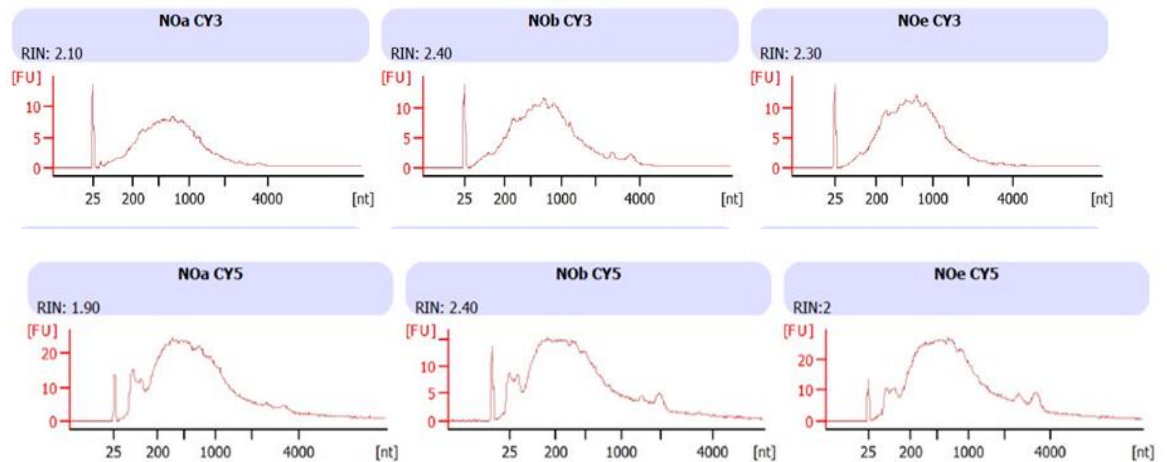 NOa CY3 NOb CY3 NOe CY3
RIN: 2.10 RIN: 2.40 RIN: 2.30
[FU] [FU] [FU]
10 10 10
5 5 5
0 0 0
25 200 1000 4000 [nt] 25 200 1000 4000 [nt] 25 200 1000 4000 [nt]
NOa CY5 NOb CY5 NOe CY5
RIN: 1.90 RIN: 2.40 RIN:2
[FU] [FU] [FU]
20 10 20
10 5 10
0 0 0
25 200 1000 4000 [nt] 25 200 1000 4000 [nt] 25 200 1000 4000 [nt]